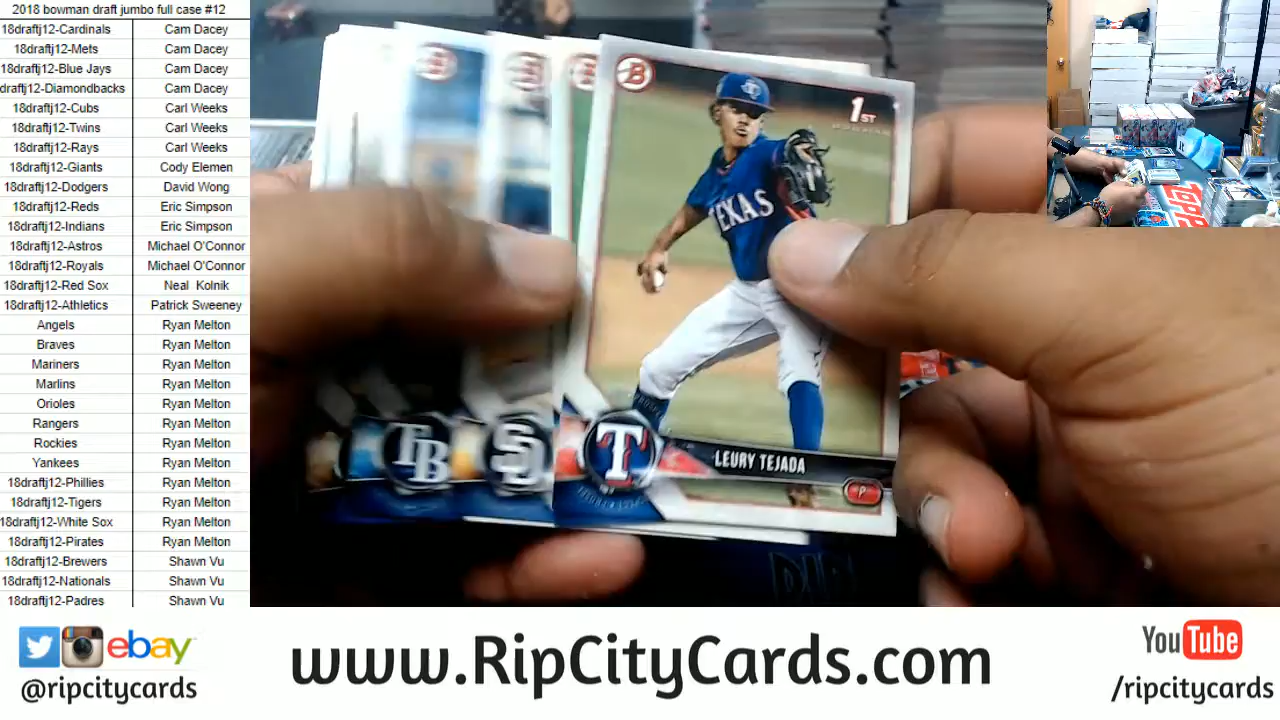 2018 bowman draft jumbo full case #12
18draftj12-Cardinals Cam Dacey
18draftj12-Mets Cam Dacey
18draftj12-Blue Jays Cam Dacey
18draftj12-Diamondbacks Cam Dacey
18draftj12-Cubs Carl Weeks
18draftj12-Twins Carl Weeks
18draftj12-Rays Carl Weeks
18draftj12-Giants Cody Elemen
18draftj12-Dodgers David Wong
18draftj12-Reds Eric Simpson
18draftj12-Indians Eric Simpson
18draftj12-Astros Michael O'Connor
18draftj12-Royals Michael O'Connor
18draftj12-Red Sox Neal Kolnik
18draftj12-Athletics Patrick Sweeney
Angels Ryan Melton
Braves Ryan Melton
Mariners Ryan Melton
Marlins Ryan Melton
Orioles Ryan Melton
Rangers Ryan Melton
Rockies Ryan Melton
Yankees Ryan Melton
18draftj12-Phillies Ryan Melton
18draftj12-Tigers Ryan Melton
18draftj12-White Sox Ryan Melton
18draftj12-Pirates Ryan Melton
18draftj12-Brewers Shawn Vu
18draftj12-Nationals Shawn Vu
18draftj12-Padres Shawn Vu
B
1ST
BOWMAN
TEXAS
TB
SD
T
LEURY TEJADA
P
TOPPS
ebay
@ripcitycards
www.RipCityCards.com
YouTube
/ripcitycards